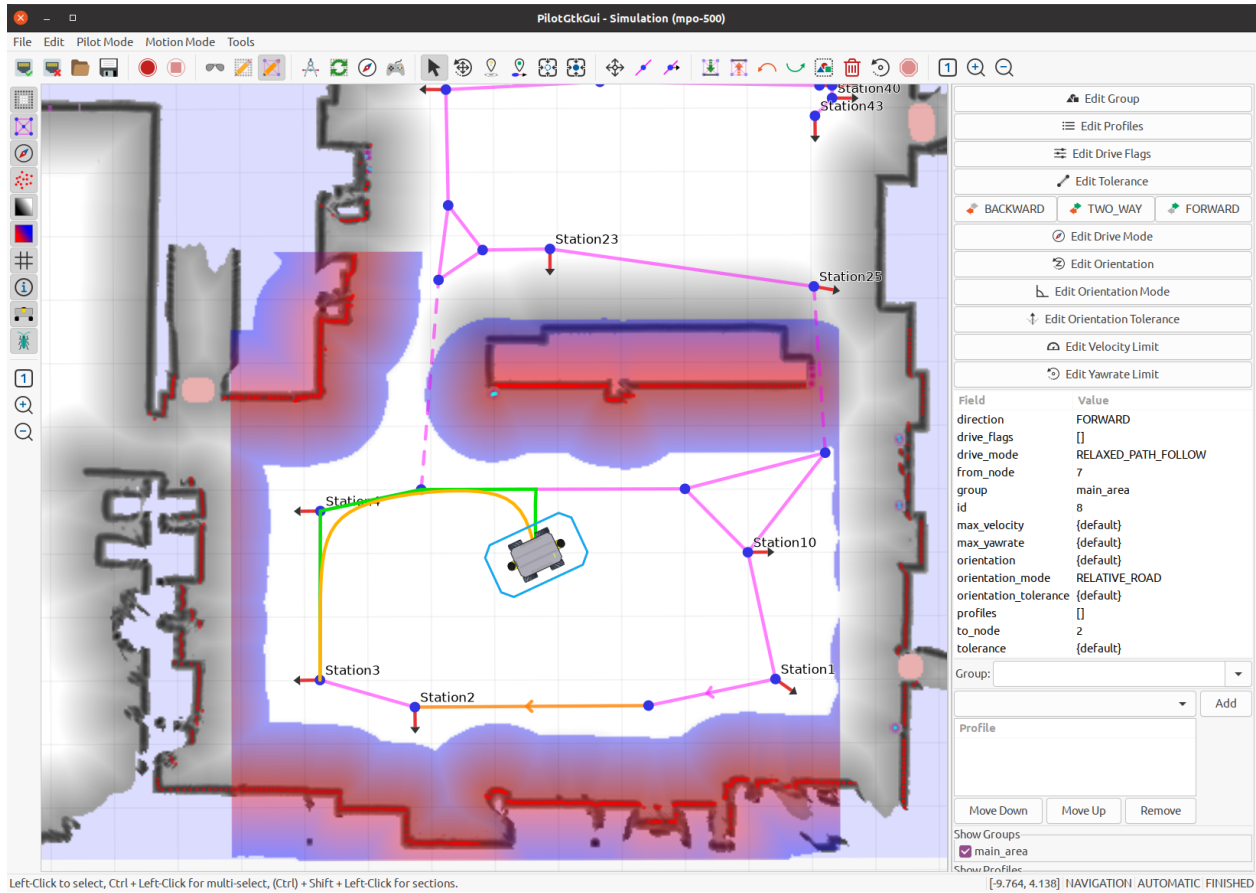 PilotGtkGui - Simulation (mpo-500)
File Edit Pilot Mode Motion Mode Tools
1
1
Station40
Station43
Station23
Station25
Station10
Station3
Station2
Station1
Edit Group
Edit Profiles
Edit Drive Flags
Edit Tolerance
BACKWARD TWO_WAY FORWARD
Edit Drive Mode
Edit Orientation
Edit Orientation Mode
Edit Orientation Tolerance
Edit Velocity Limit
Edit Yawrate Limit
Field Value
direction FORWARD
drive_flags []
drive_mode RELAXED_PATH_FOLLOW
from_node 7
group main_area
id 8
max_velocity {default}
max_yawrate {default}
orientation {default}
orientation_mode RELATIVE_ROAD
orientation_tolerance {default}
profiles []
to_node 2
tolerance {default}
Group:
Add
Profile
Move Down Move Up Remove
Show Groups
main_area
Show Profiles
Left-Click to select, Ctrl + Left-Click for multi-select, (Ctrl) + Shift + Left-Click for sections.
[-9.764, 4.138] NAVIGATION AUTOMATIC FINISHED